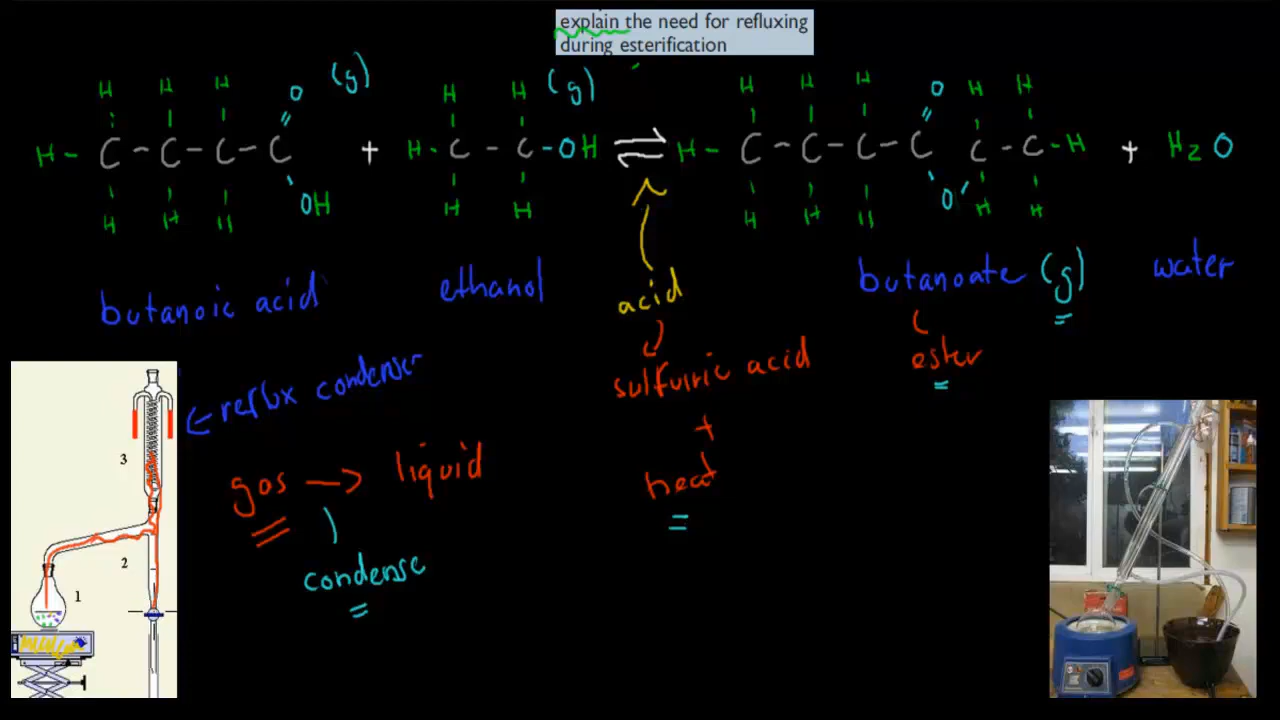 explain the need for refluxing
during esterification
H H H O (g) H H (g) H H H O H H
H - C - C - C - C + H - C - C - OH ⇌ H - C - C - C - C C - C - H + H2O
H H H OH H H H H H O H H
butanoic acid ethanol acid butanoate (g) water
ester
sulfuric acid
+
heat
← reflux condenser
gas → liquid
condense
3
2
1